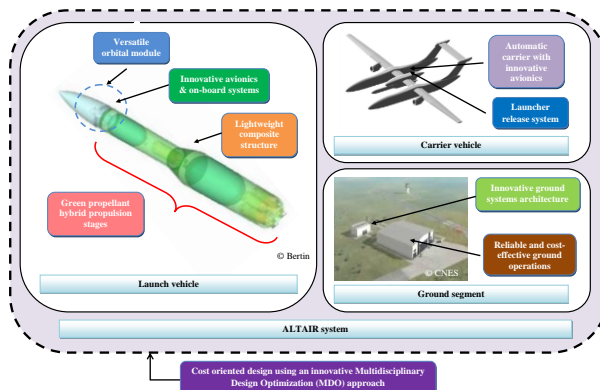 Versatile
orbital module
Innovative avionics
& on-board systems
Lightweight
composite
structure
Green propellant
hybrid propulsion
stages
© Bertin
Launch vehicle
Automatic
carrier with
innovative
avionics
Launcher
release system
Carrier vehicle
Innovative ground
systems architecture
Reliable and cost-
effective ground
operations
© CNES
Ground segment
ALTAIR system
Cost oriented design using an innovative Multidisciplinary
Design Optimization (MDO) approach